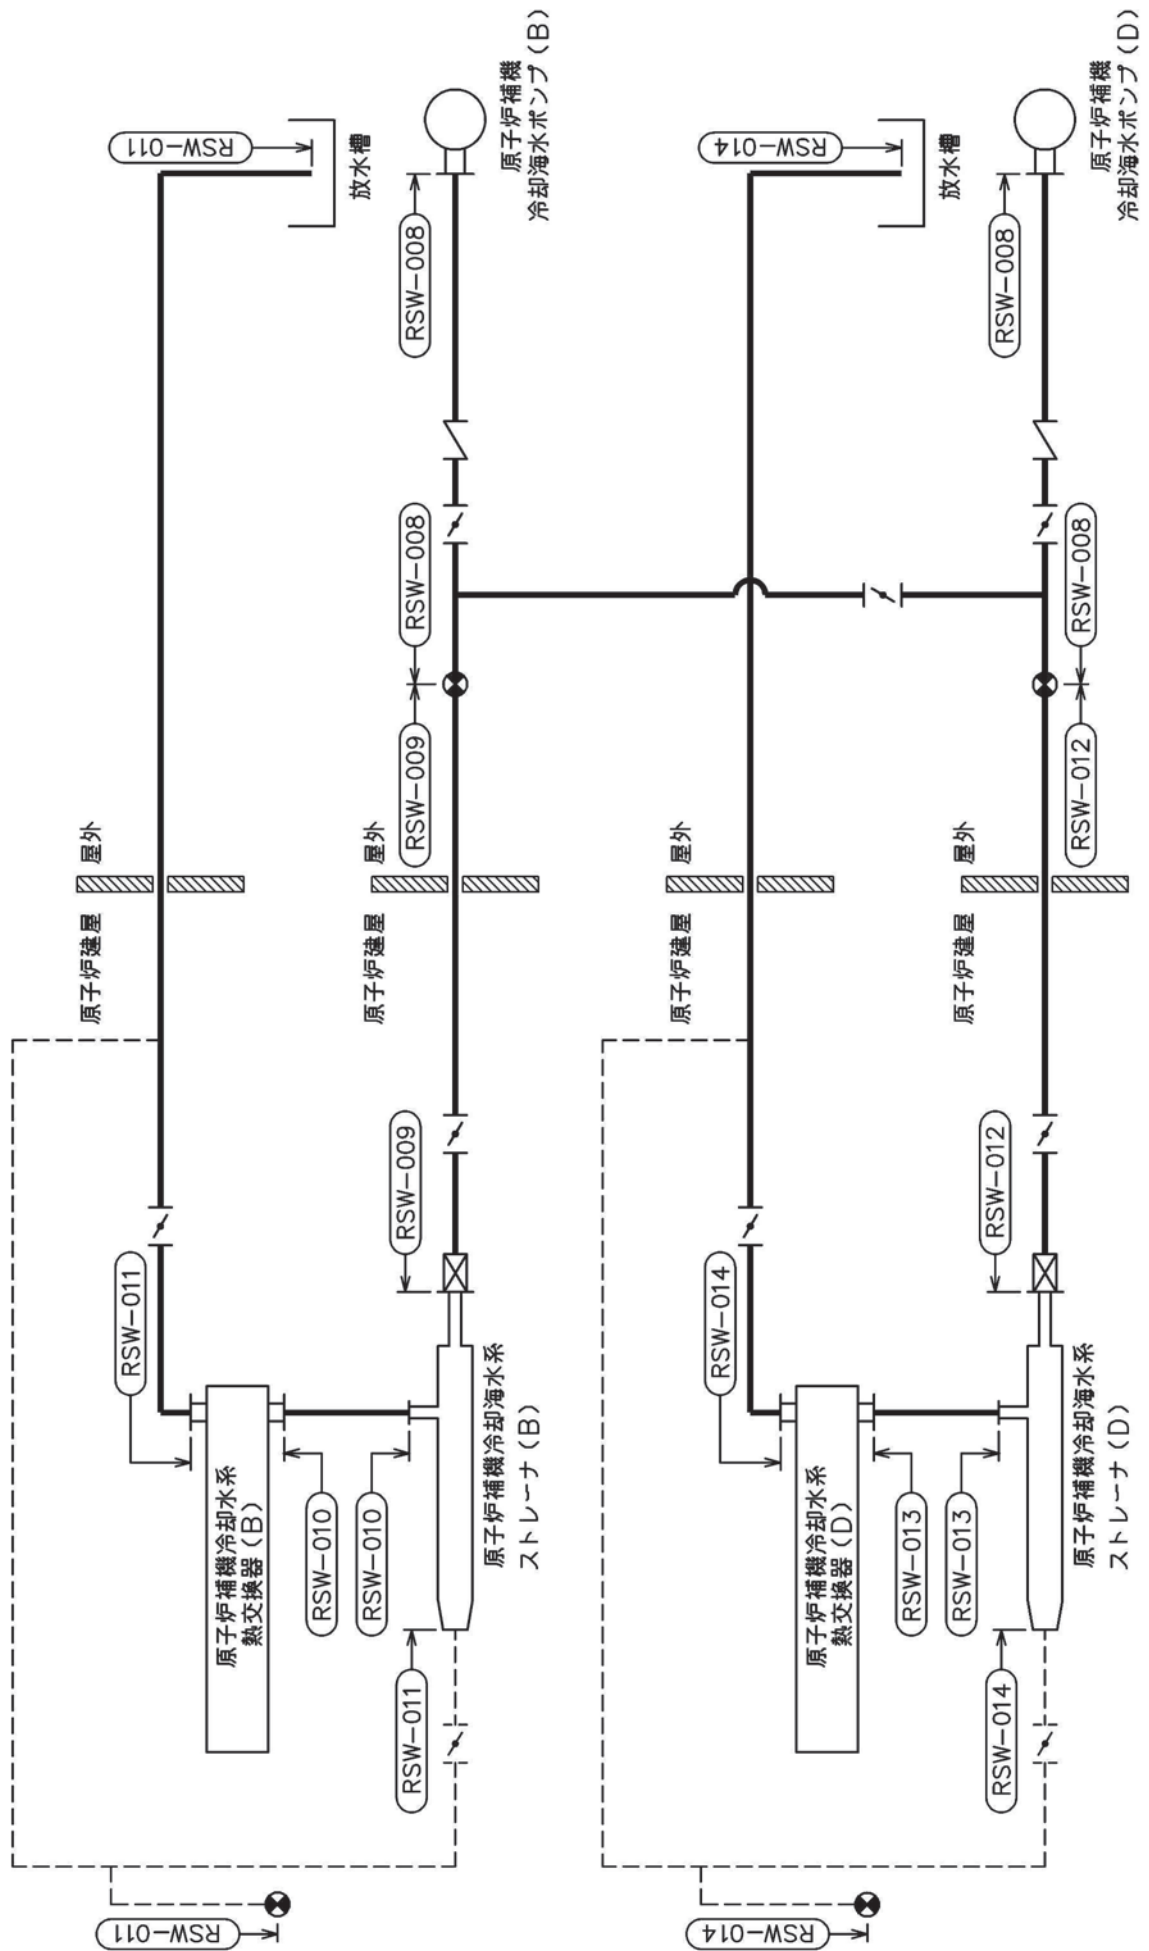 RSW-011
放水槽
RSW-008
原子炉補機
冷却海水ポンプ(B)
RSW-008
RSW-009
屋外
原子炉建屋
屋外
原子炉建屋
RSW-009
RSW-011
原子炉補機冷却水系
熱交換器(B)
RSW-010
RSW-010
原子炉補機冷却海水系
ストレーナ(B)
RSW-011
RSW-011
RSW-014
放水槽
RSW-008
原子炉補機
冷却海水ポンプ(D)
RSW-008
RSW-012
屋外
原子炉建屋
屋外
原子炉建屋
RSW-012
RSW-014
原子炉補機冷却水系
熱交換器(D)
RSW-013
RSW-013
原子炉補機冷却海水系
ストレーナ(D)
RSW-014
RSW-014